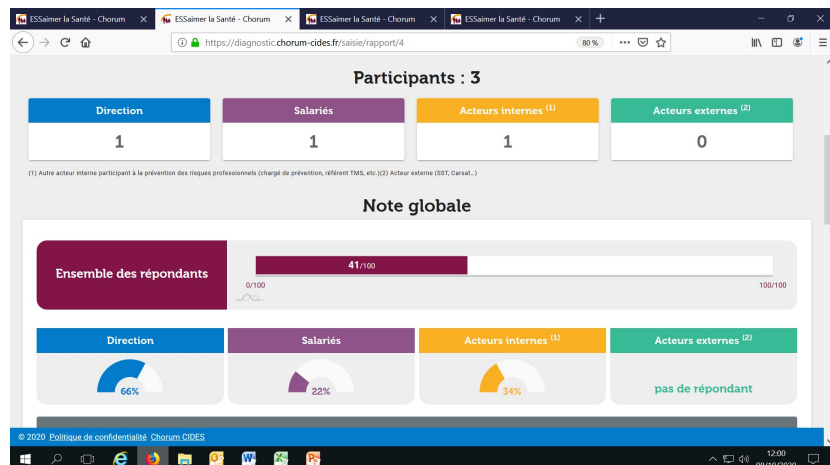 ESSaimer la Santé - Chorum
ESSaimer la Santé - Chorum
ESSaimer la Santé - Chorum
ESSaimer la Santé - Chorum
https://diagnostic.chorum-cides.fr/saisie/rapport/4
80 %
Participants : 3
Direction
Salariés
Acteurs internes (1)
Acteurs externes (2)
1
1
1
0
(1) Autre acteur interne participant à la prévention des risques professionnels (chargé de prévention, référent TMS, etc.)(2) Acteur externe (SST, Carsat...)
Note globale
Ensemble des répondants
41/100
0/100
100/100
Direction
Salariés
Acteurs internes (1)
Acteurs externes (2)
66%
22%
34%
pas de répondant
© 2020 Politique de confidentialité Chorum CIDES
12:00
08/10/2020